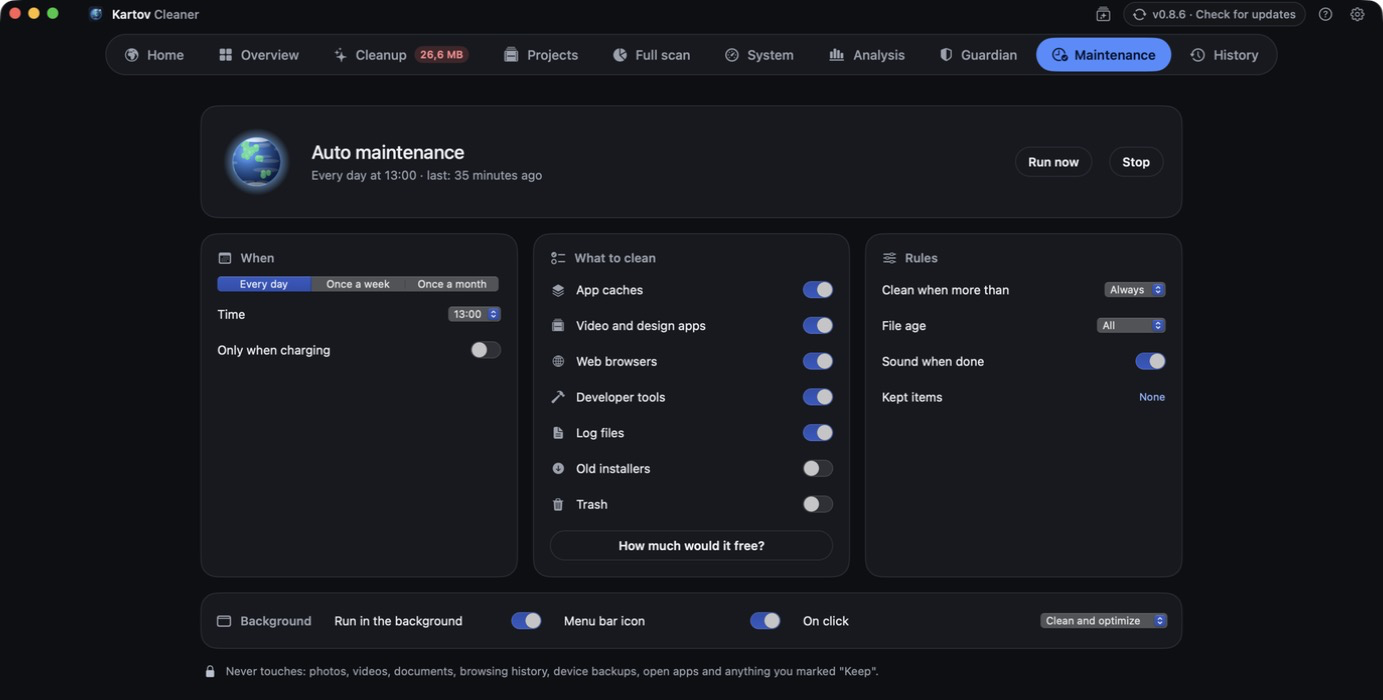 Kartov Cleaner
v0.8.6 · Check for updates
Home Overview Cleanup 26,6 MB Projects Full scan System Analysis Guardian Maintenance History
Auto maintenance
Every day at 13:00 · last: 35 minutes ago
Run now Stop
When
Every day Once a week Once a month
Time 13:00
Only when charging
What to clean
App caches
Video and design apps
Web browsers
Developer tools
Log files
Old installers
Trash
How much would it free?
Rules
Clean when more than Always
File age All
Sound when done
Kept items None
Background Run in the background Menu bar icon On click Clean and optimize
Never touches: photos, videos, documents, browsing history, device backups, open apps and anything you marked "Keep".